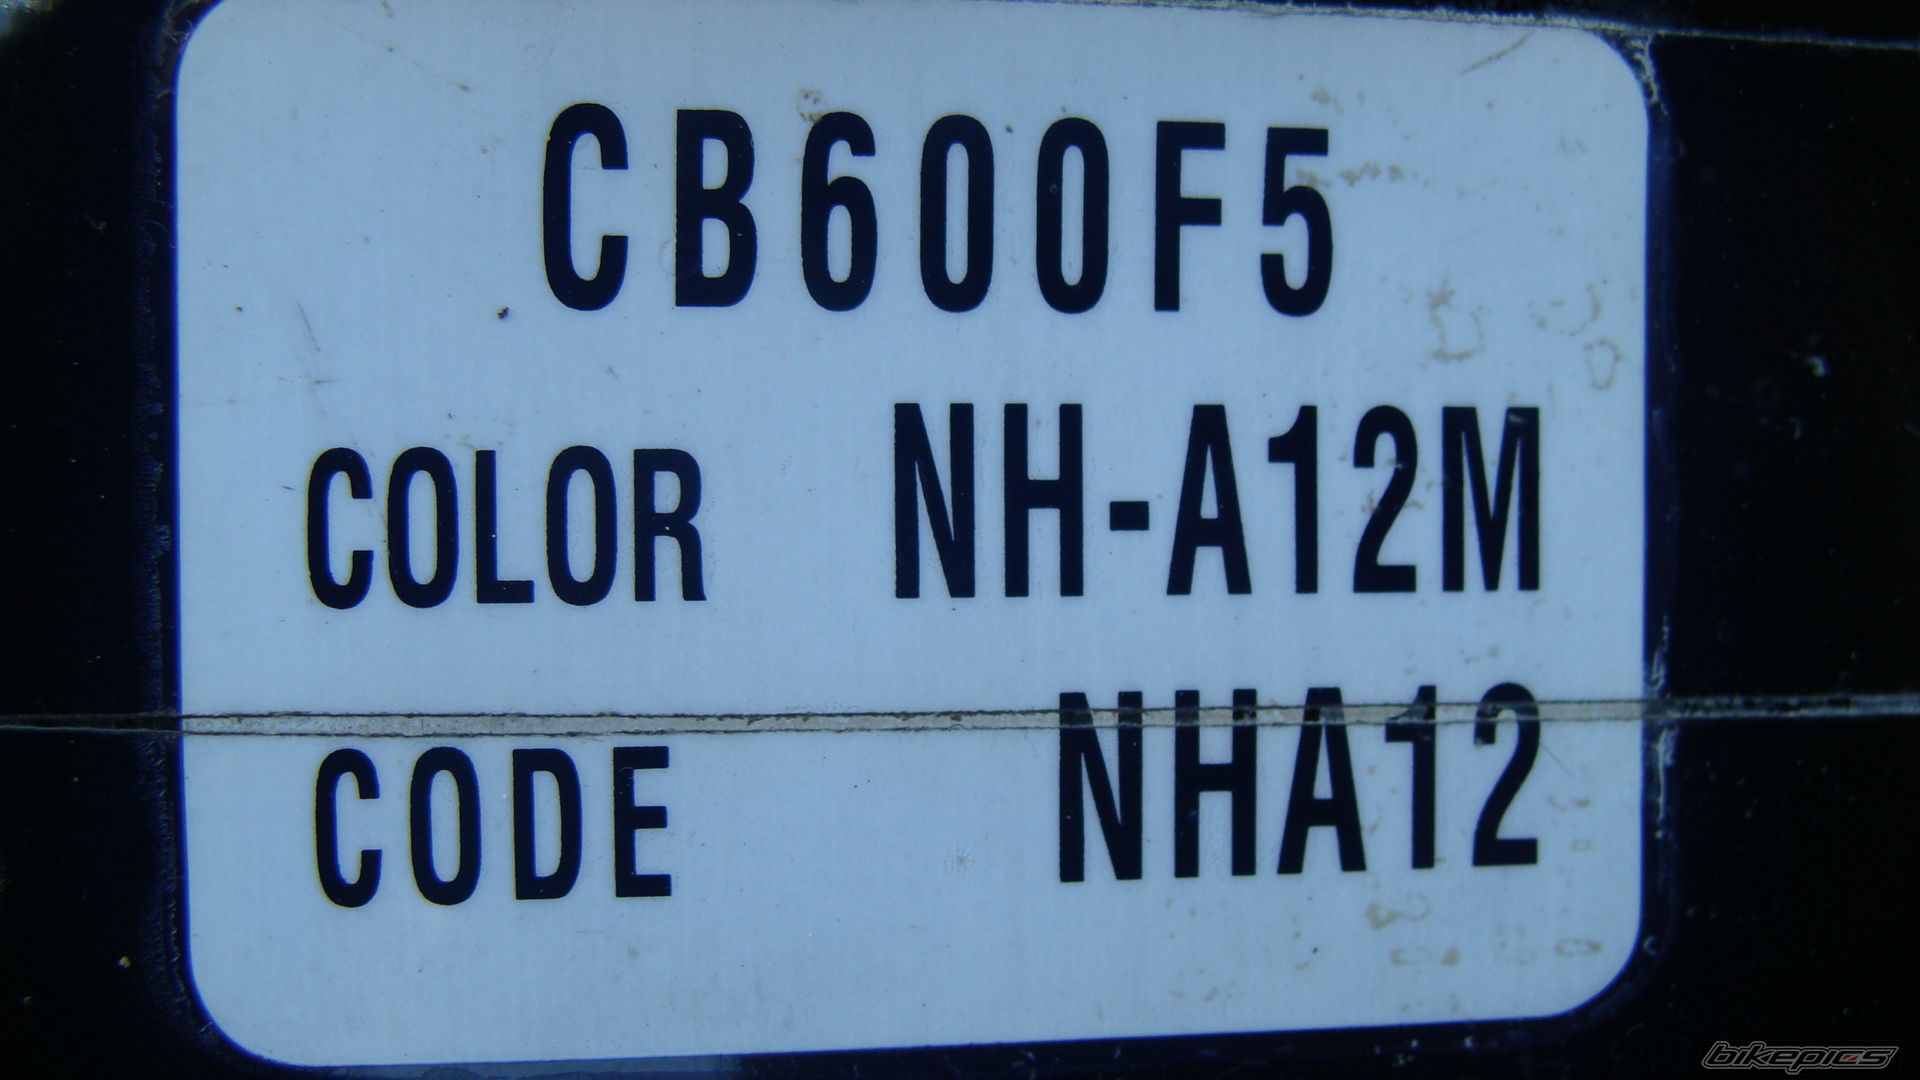 CB600F5
COLOR NH-A12M
CODE NHA12
bikepics